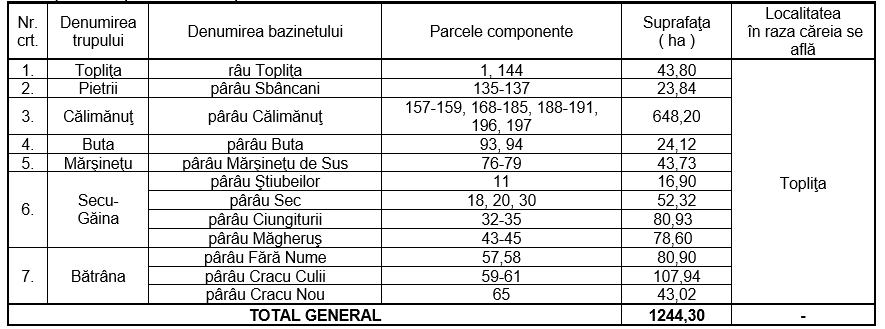 Nr. crt. | Denumirea trupului | Denumirea bazinetului | Parcele componente | Suprafaţa ( ha ) | Localitatea în raza căreia se află
1. | Topliţa | râu Topliţa | 1, 144 | 43,80 | Topliţa
2. | Pietrii | pârâu Sbâncani | 135-137 | 23,84
3. | Călimănuţ | pârâu Călimănuţ | 157-159, 168-185, 188-191, 196, 197 | 648,20
4. | Buta | pârâu Buta | 93, 94 | 24,12
5. | Mărşineţu | pârâu Mărşineţu de Sus | 76-79 | 43,73
6. | Secu-Găina | pârâu Ştiubeilor | 11 | 16,90
pârâu Sec | 18, 20, 30 | 52,32
pârâu Ciungiturii | 32-35 | 80,93
pârâu Măgheruş | 43-45 | 78,60
7. | Bătrâna | pârâu Fără Nume | 57,58 | 80,90
pârâu Cracu Culii | 59-61 | 107,94
pârâu Cracu Nou | 65 | 43,02
TOTAL GENERAL | 1244,30 | -